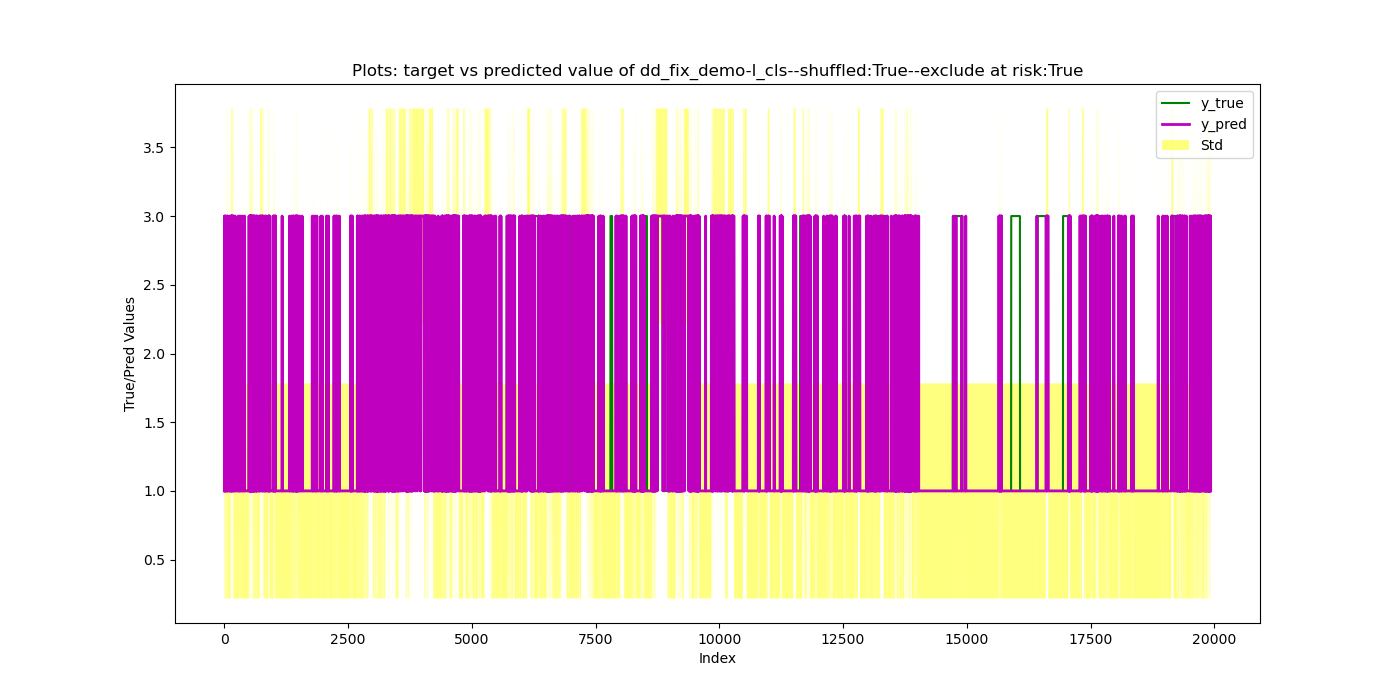 Plots: target vs predicted value of dd_fix_demo-l_cls--shuffled:True--exclude at risk:True
y_true
y_pred
Std
True/Pred Values
3.5
3.0
2.5
2.0
1.5
1.0
0.5
0 2500 5000 7500 10000 12500 15000 17500 20000
Index